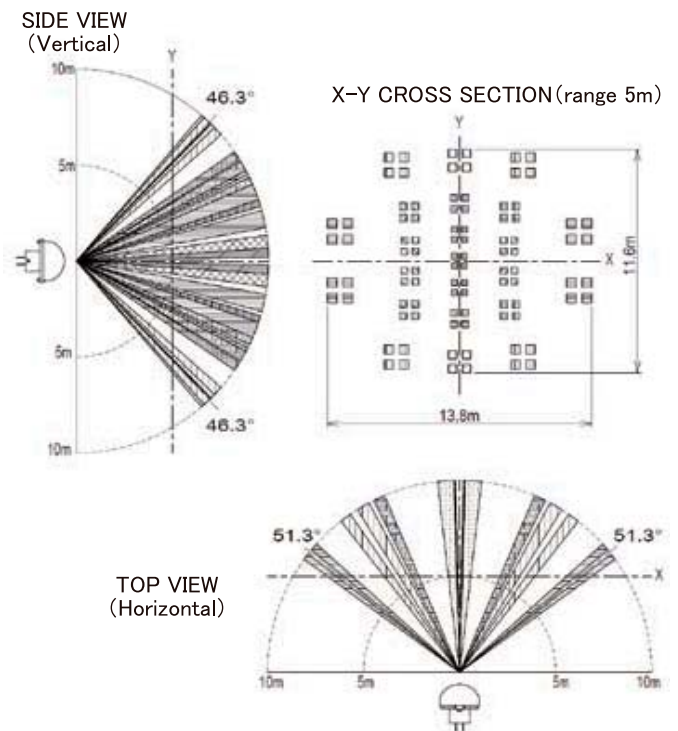 SIDE VIEW
(Vertical)
Y
10m
46.3°
5m
5m
46.3°
10m
X-Y CROSS SECTION(range 5m)
Y
X
11.6m
13.8m
TOP VIEW
(Horizontal)
51.3°
51.3°
X
10m
5m
5m
10m